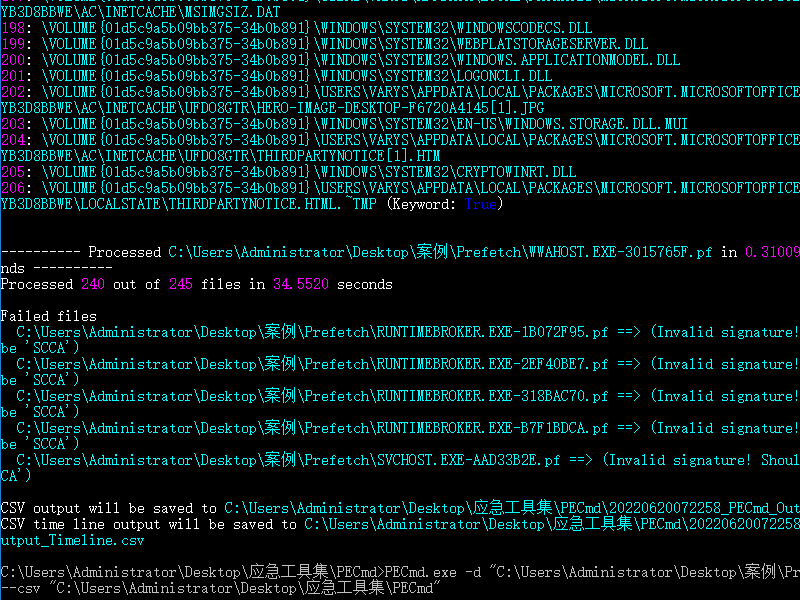 YB3D8BBWE\AC\INETCACHE\MSIMGSIZ.DAT
198: \VOLUME{01d5c9a5b09bb375-34b0b891}\WINDOWS\SYSTEM32\WINDOWSCODECS.DLL
199: \VOLUME{01d5c9a5b09bb375-34b0b891}\WINDOWS\SYSTEM32\WEBPLATSTORAGESERVER.DLL
200: \VOLUME{01d5c9a5b09bb375-34b0b891}\WINDOWS\SYSTEM32\WINDOWS.APPLICATIONMODEL.DLL
201: \VOLUME{01d5c9a5b09bb375-34b0b891}\WINDOWS\SYSTEM32\LOGONCLI.DLL
202: \VOLUME{01d5c9a5b09bb375-34b0b891}\USERS\VARYS\APPDATA\LOCAL\PACKAGES\MICROSOFT.MICROSOFTOFFICE
YB3D8BBWE\AC\INETCACHE\UFDO8GTR\HERO-IMAGE-DESKTOP-F6720A4145[1].JPG
203: \VOLUME{01d5c9a5b09bb375-34b0b891}\WINDOWS\SYSTEM32\EN-US\WINDOWS.STORAGE.DLL.MUI
204: \VOLUME{01d5c9a5b09bb375-34b0b891}\USERS\VARYS\APPDATA\LOCAL\PACKAGES\MICROSOFT.MICROSOFTOFFICE
YB3D8BBWE\AC\INETCACHE\UFDO8GTR\THIRDPARTYNOTICE[1].HTM
205: \VOLUME{01d5c9a5b09bb375-34b0b891}\WINDOWS\SYSTEM32\CRYPTOWINRT.DLL
206: \VOLUME{01d5c9a5b09bb375-34b0b891}\USERS\VARYS\APPDATA\LOCAL\PACKAGES\MICROSOFT.MICROSOFTOFFICE
YB3D8BBWE\LOCALSTATE\THIRDPARTYNOTICE.HTML.~TMP (Keyword: True)
---------- Processed C:\Users\Administrator\Desktop\案例\Prefetch\WWAHOST.EXE-3015765F.pf in 0.31009
nds ----------
Processed 240 out of 245 files in 34.5520 seconds
Failed files
C:\Users\Administrator\Desktop\案例\Prefetch\RUNTIMEBROKER.EXE-1B072F95.pf ==> (Invalid signature!
be 'SCCA')
C:\Users\Administrator\Desktop\案例\Prefetch\RUNTIMEBROKER.EXE-2EF40BE7.pf ==> (Invalid signature!
be 'SCCA')
C:\Users\Administrator\Desktop\案例\Prefetch\RUNTIMEBROKER.EXE-318BAC70.pf ==> (Invalid signature!
be 'SCCA')
C:\Users\Administrator\Desktop\案例\Prefetch\RUNTIMEBROKER.EXE-B7F1BDCA.pf ==> (Invalid signature!
be 'SCCA')
C:\Users\Administrator\Desktop\案例\Prefetch\SVCHOST.EXE-AAD33B2E.pf ==> (Invalid signature! Shoul
CA')
CSV output will be saved to C:\Users\Administrator\Desktop\应急工具集\PECmd\20220620072258_PECmd_Out
CSV time line output will be saved to C:\Users\Administrator\Desktop\应急工具集\PECmd\20220620072258
utput_Timeline.csv
C:\Users\Administrator\Desktop\应急工具集\PECmd>PECmd.exe -d "C:\Users\Administrator\Desktop\案例\Pr
--csv "C:\Users\Administrator\Desktop\应急工具集\PECmd"